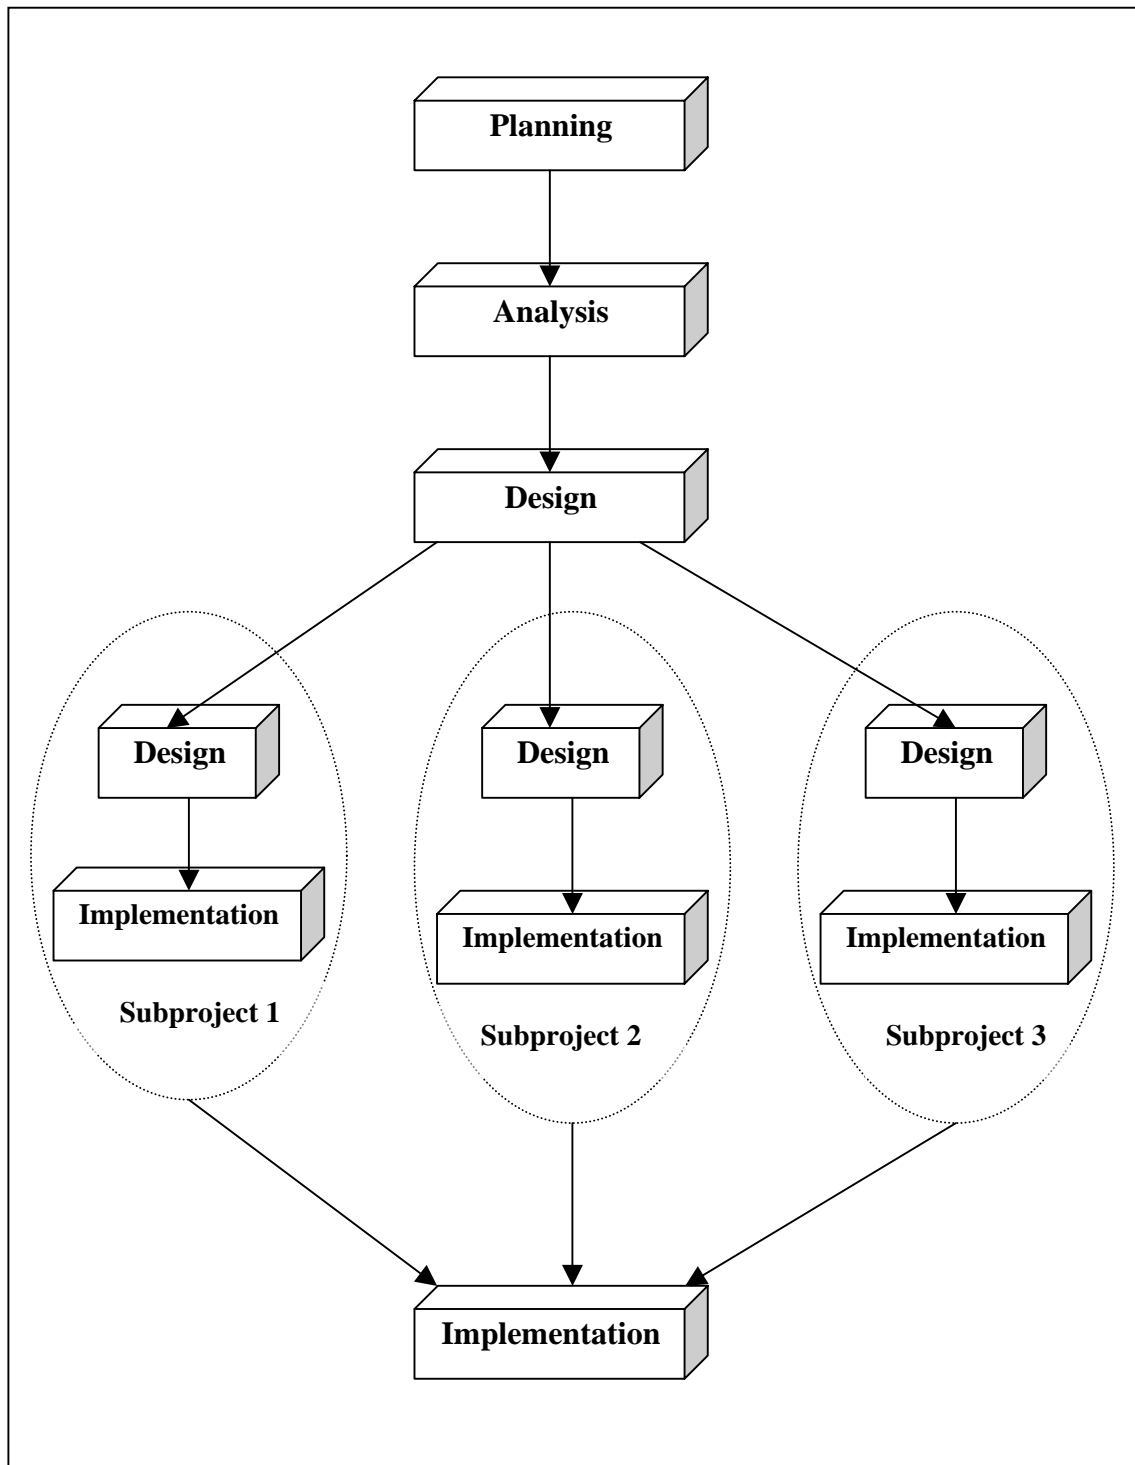 Planning
Analysis
Design
Design
Design
Design
Implementation
Implementation
Implementation
Subproject 1
Subproject 2
Subproject 3
Implementation